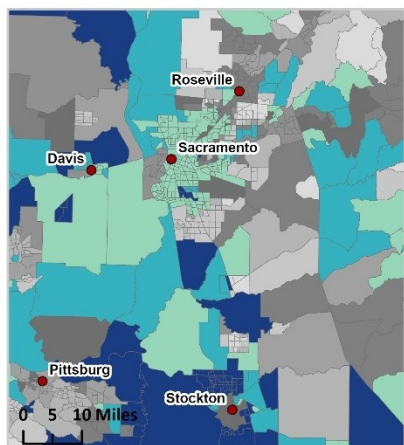 Roseville
Sacramento
Davis
Pittsburg
Stockton
0 5 10 Miles